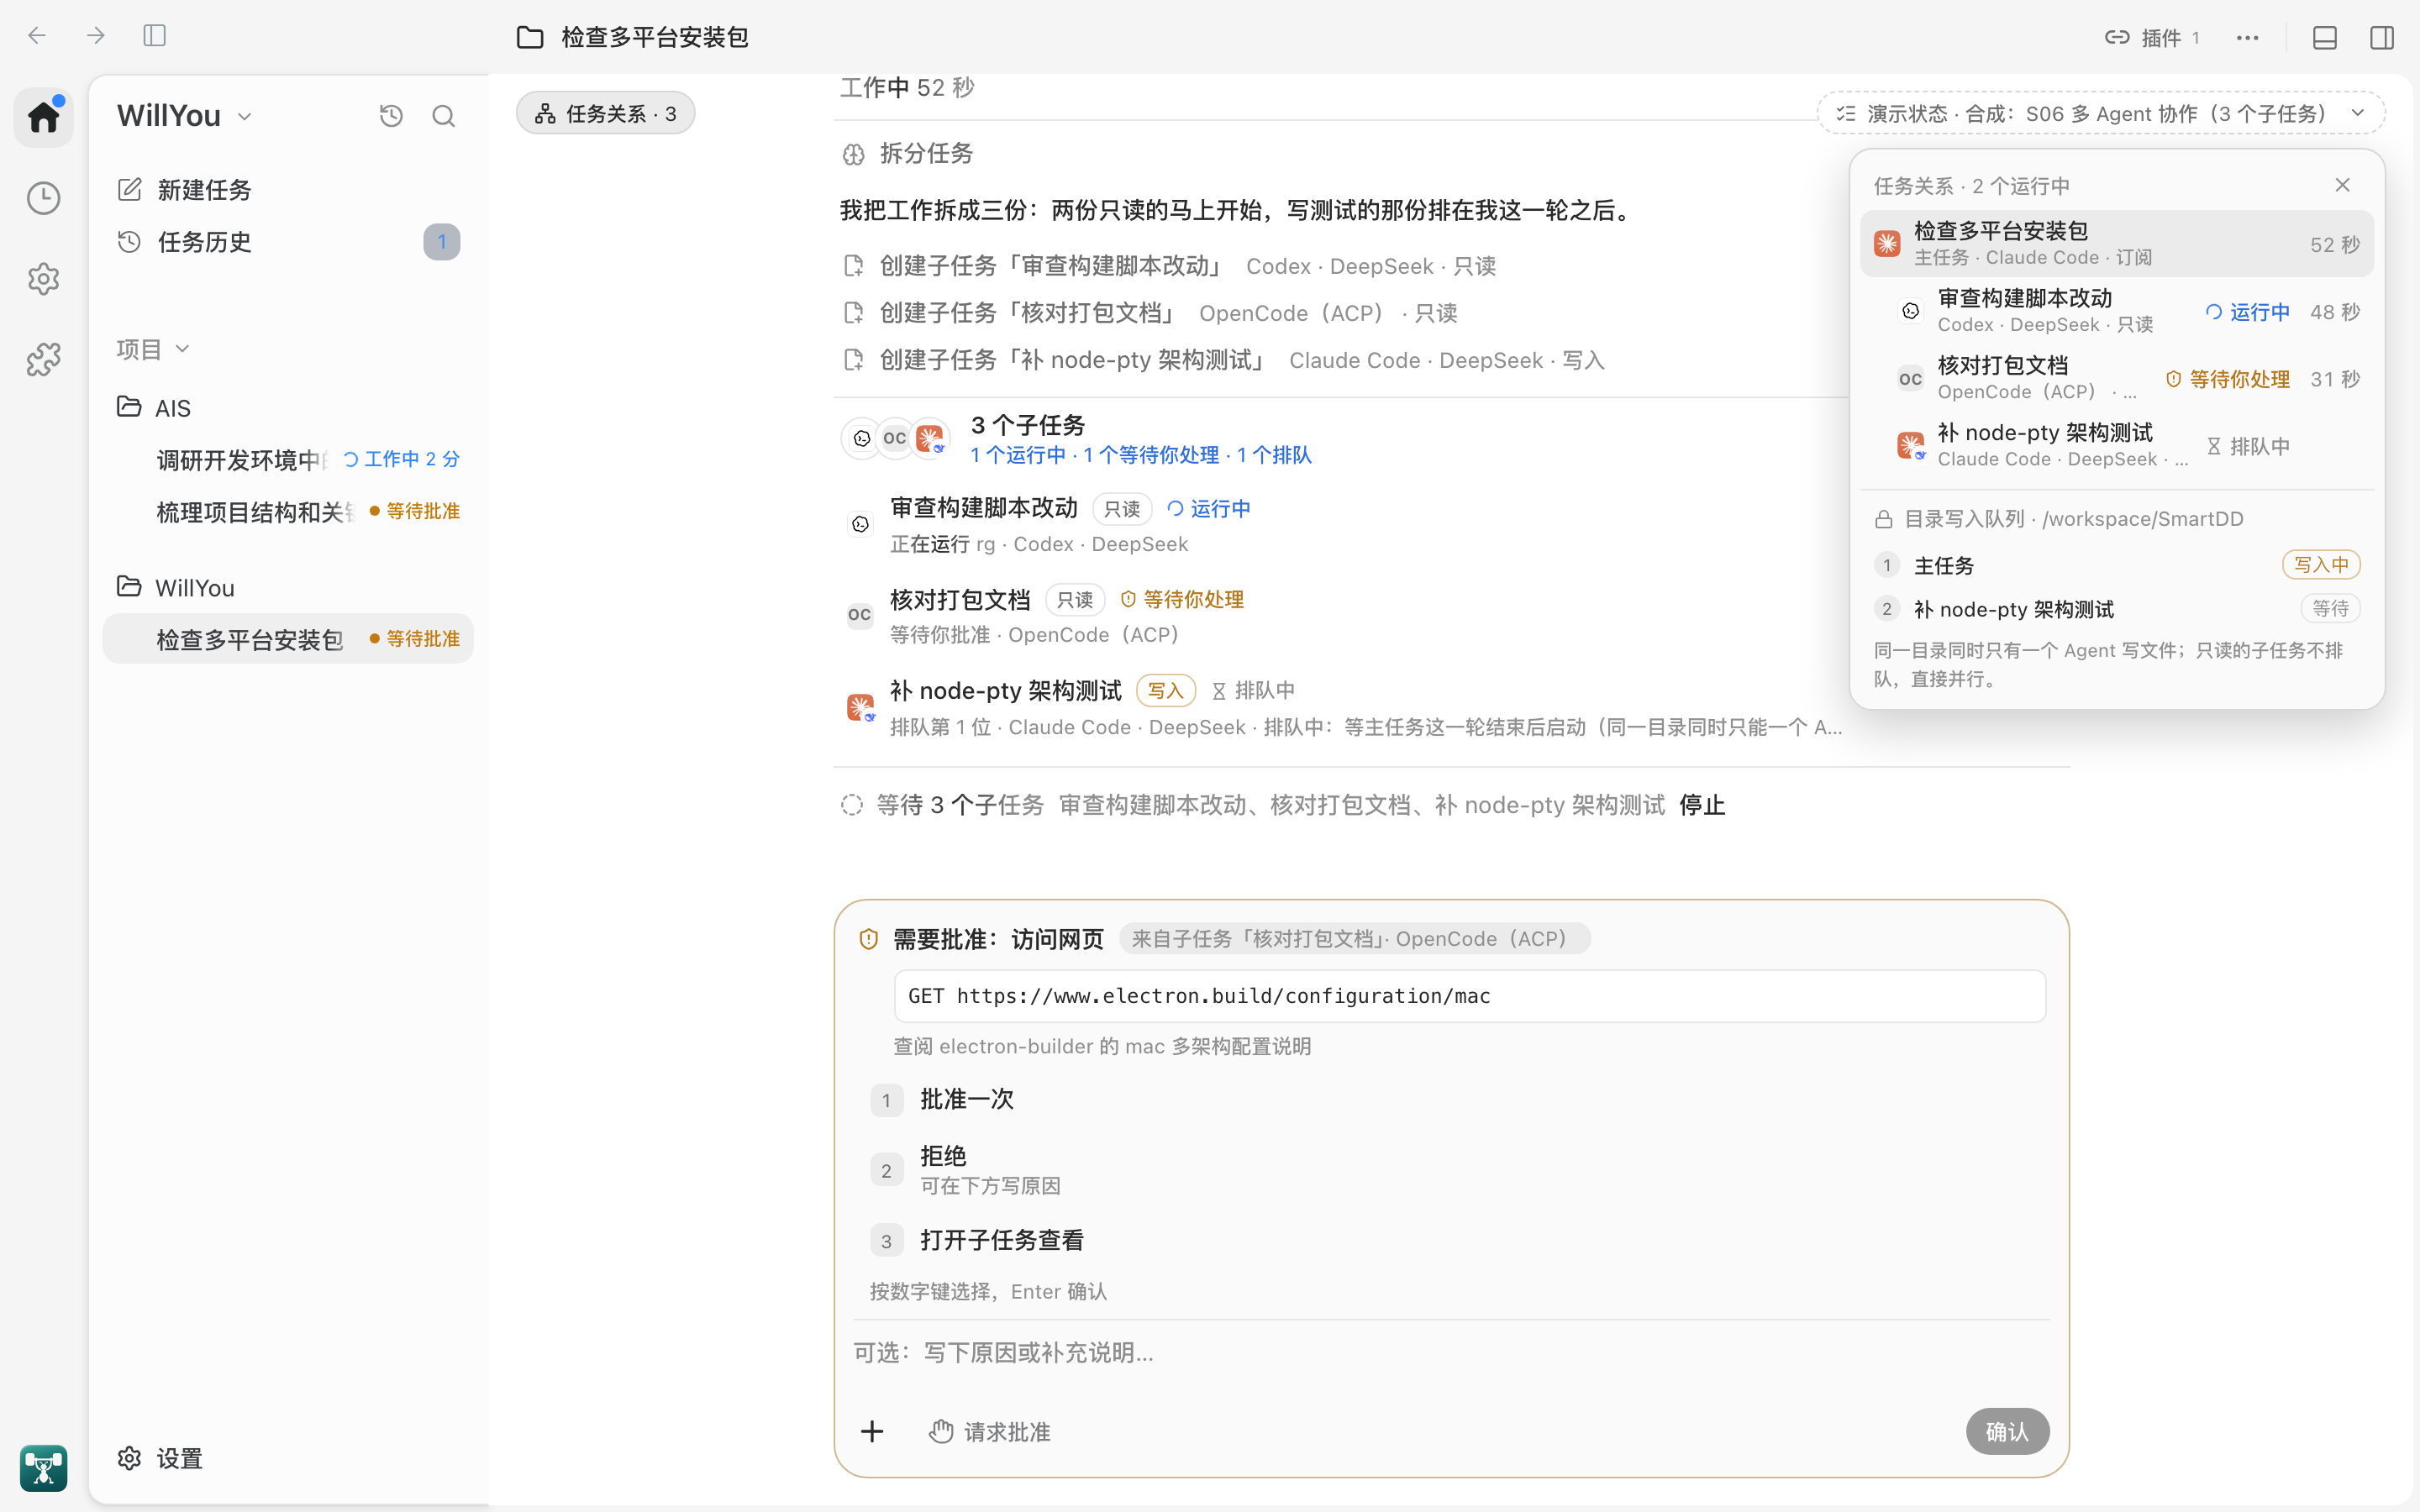 检查多平台安装包
插件 1
WillYou
新建任务
任务历史 1
项目
AIS
调研开发环境中 工作中 2 分
梳理项目结构和关 等待批准
WillYou
检查多平台安装包 等待批准
设置
任务关系 · 3
工作中 52 秒
拆分任务
我把工作拆成三份：两份只读的马上开始，写测试的那份排在我这一轮之后。
创建子任务「审查构建脚本改动」 Codex · DeepSeek · 只读
创建子任务「核对打包文档」 OpenCode（ACP） · 只读
创建子任务「补 node-pty 架构测试」 Claude Code · DeepSeek · 写入
OC
3 个子任务
1 个运行中 · 1 个等待你处理 · 1 个排队
审查构建脚本改动 只读 运行中
正在运行 rg · Codex · DeepSeek
OC
核对打包文档 只读 等待你处理
等待你批准 · OpenCode（ACP）
补 node-pty 架构测试 写入 排队中
排队第 1 位 · Claude Code · DeepSeek · 排队中：等主任务这一轮结束后启动（同一目录同时只能一个 A...
等待 3 个子任务 审查构建脚本改动、核对打包文档、补 node-pty 架构测试 停止
需要批准：访问网页 来自子任务「核对打包文档」· OpenCode（ACP）
GET https://www.electron.build/configuration/mac
查阅 electron-builder 的 mac 多架构配置说明
1 批准一次
2 拒绝
可在下方写原因
3 打开子任务查看
按数字键选择，Enter 确认
可选：写下原因或补充说明...
请求批准
确认
演示状态 · 合成：S06 多 Agent 协作（3 个子任务）
任务关系 · 2 个运行中
检查多平台安装包 52 秒
主任务 · Claude Code · 订阅
审查构建脚本改动 运行中 48 秒
Codex · DeepSeek · 只读
OC
核对打包文档 等待你处理 31 秒
OpenCode（ACP） · ...
补 node-pty 架构测试 排队中
Claude Code · DeepSeek · ...
目录写入队列 · /workspace/SmartDD
1 主任务 写入中
2 补 node-pty 架构测试 等待
同一目录同时只有一个 Agent 写文件；只读的子任务不排
队，直接并行。